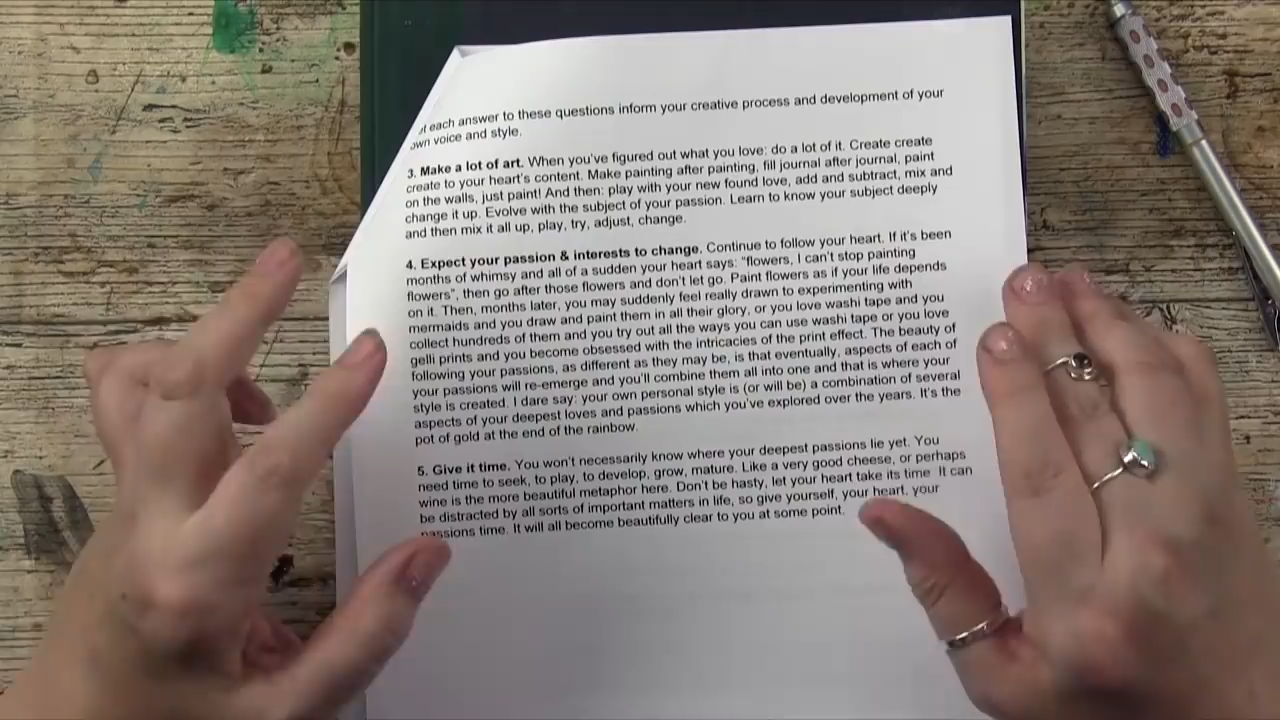 each answer to these questions inform your creative process and development of your
own voice and style.
3. Make a lot of art. When you've figured out what you love: do a lot of it. Create create
create to your heart's content. Make painting after painting, fill journal after journal, paint
on the walls, just paint! And then: play with your new found love, add and subtract, mix and
change it up. Evolve with the subject of your passion. Learn to know your subject deeply
and then mix it all up, play, try, adjust, change.
4. Expect your passion & interests to change. Continue to follow your heart. If it's been
months of whimsy and all of a sudden your heart says: "flowers, I can't stop painting
flowers", then go after those flowers and don't let go. Paint flowers as if your life depends
on it. Then, months later, you may suddenly feel really drawn to experimenting with
mermaids and you draw and paint them in all their glory, or you love washi tape and you
collect hundreds of them and you try out all the ways you can use washi tape or you love
gelli prints and you become obsessed with the intricacies of the print effect. The beauty of
following your passions, as different as they may be, is that eventually, aspects of each of
your passions will re-emerge and you'll combine them all into one and that is where your
style is created. I dare say: your own personal style is (or will be) a combination of several
aspects of your deepest loves and passions which you've explored over the years. It's the
pot of gold at the end of the rainbow.
5. Give it time. You won't necessarily know where your deepest passions lie yet. You
need time to seek, to play, to develop, grow, mature. Like a very good cheese, or perhaps
wine is the more beautiful metaphor here. Don't be hasty, let your heart take its time. It can
be distracted by all sorts of important matters in life, so give yourself, your heart, your
passions time. It will all become beautifully clear to you at some point.